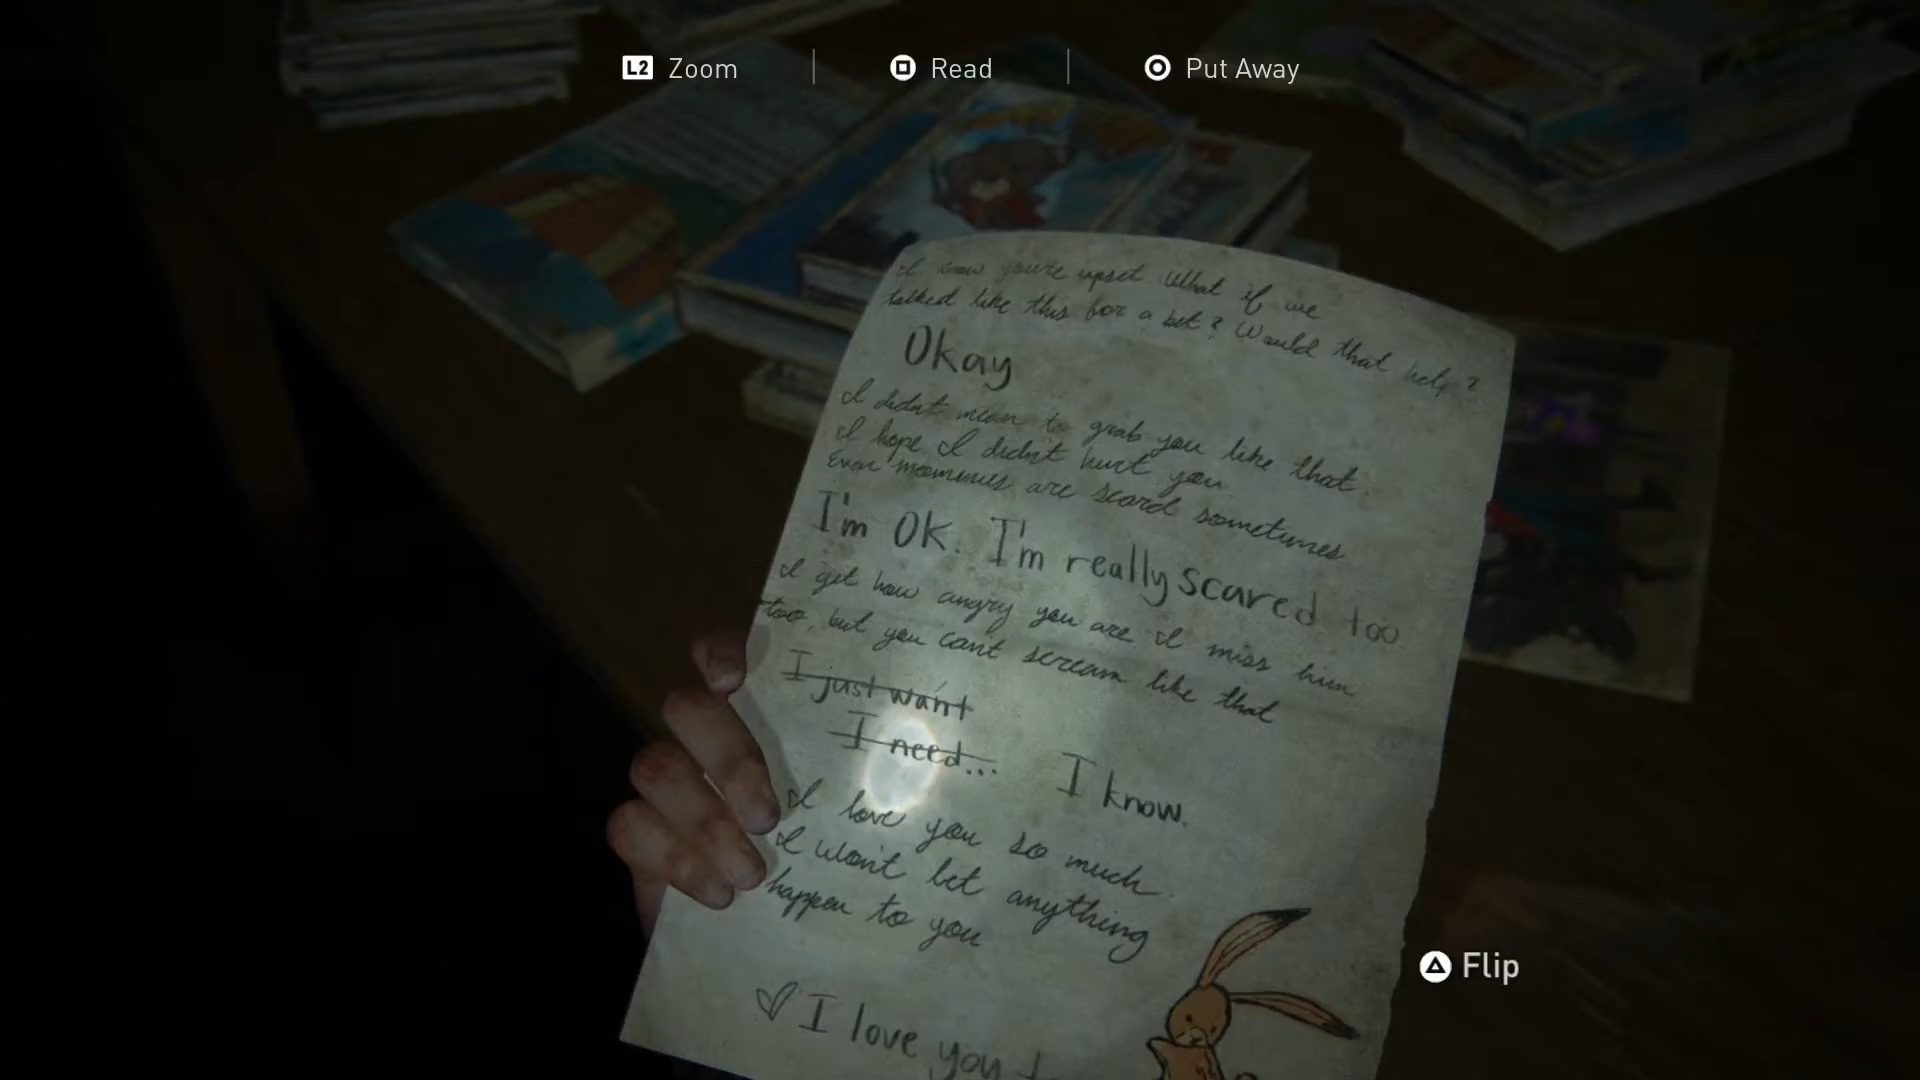 L2 Zoom
Read
Put Away
I know you're upset What if we
talked like this for a bit? Would that help?
Okay
I didn't mean to grab you like that.
I hope I didn't hurt you
Even mommies are scared sometimes
I'm OK. I'm really scared too
I get how angry you are I miss him
too, but you can't scream like that
I just want
I need...
I know.
I love you so much.
I won't let anything
happen to you
I love you
Flip